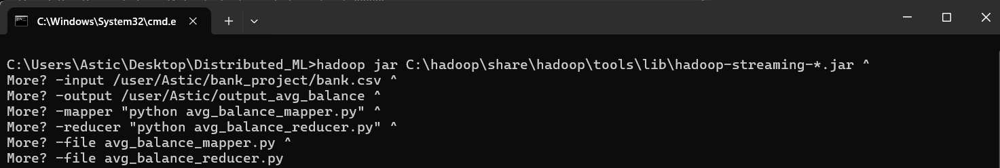 C:\Windows\System32\cmd.e
C:\Users\Astic\Desktop\Distributed_ML>hadoop jar C:\hadoop\share\hadoop\tools\lib\hadoop-streaming-*.jar ^
More? -input /user/Astic/bank_project/bank.csv ^
More? -output /user/Astic/output_avg_balance ^
More? -mapper "python avg_balance_mapper.py" ^
More? -reducer "python avg_balance_reducer.py" ^
More? -file avg_balance_mapper.py ^
More? -file avg_balance_reducer.py